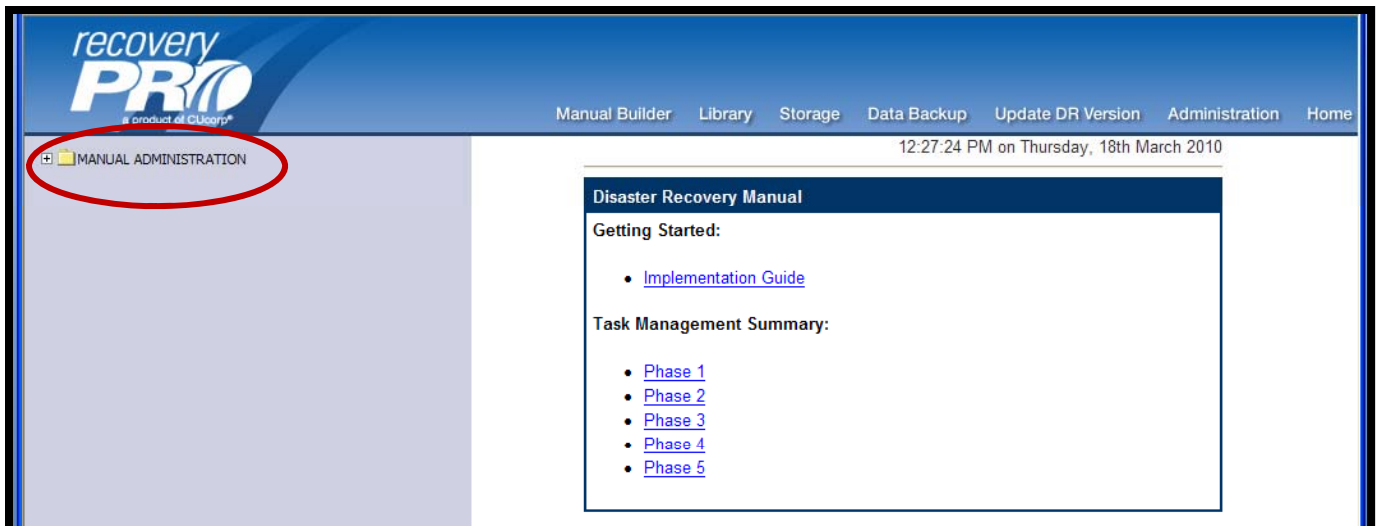 recovery
PRO
a product of CUcorp*
Manual Builder Library Storage Data Backup Update DR Version Administration Home
MANUAL ADMINISTRATION
12:27:24 PM on Thursday, 18th March 2010
Disaster Recovery Manual
Getting Started:
• Implementation Guide
Task Management Summary:
• Phase 1
• Phase 2
• Phase 3
• Phase 4
• Phase 5